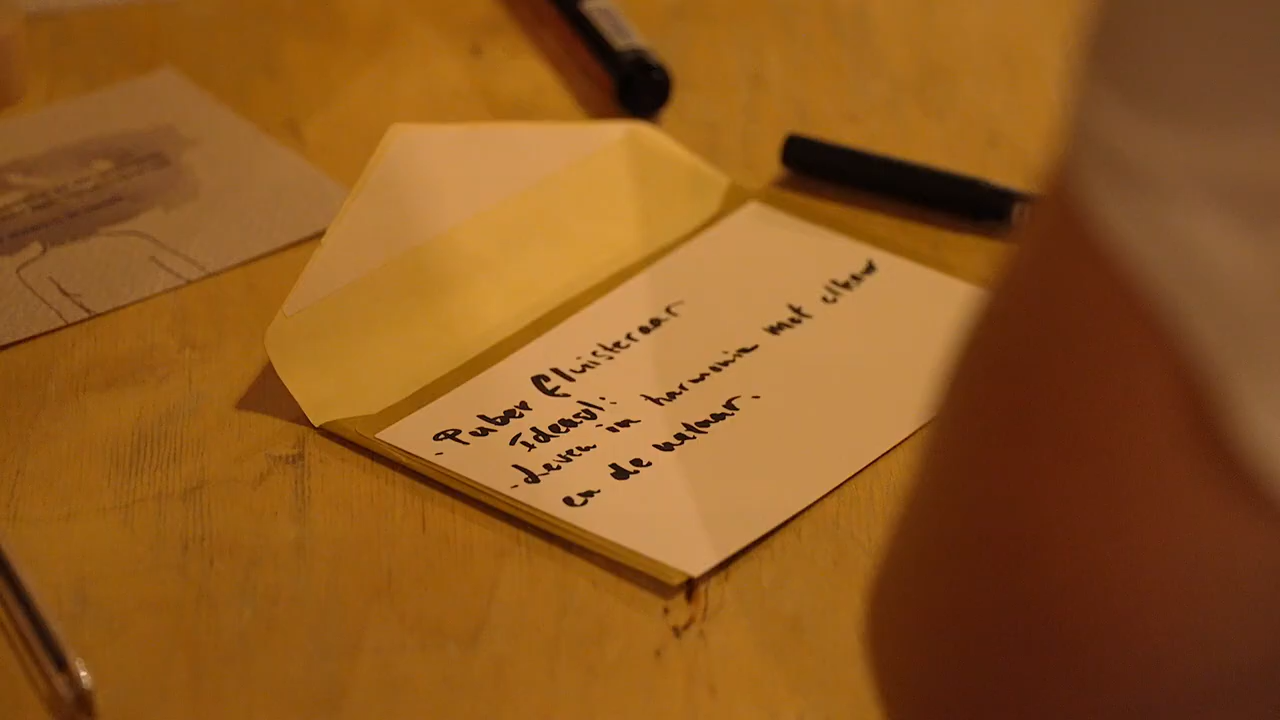 · Puber fluisteraar
Ideaal:
- Leven in harmonie met elkaar
en de natuur.